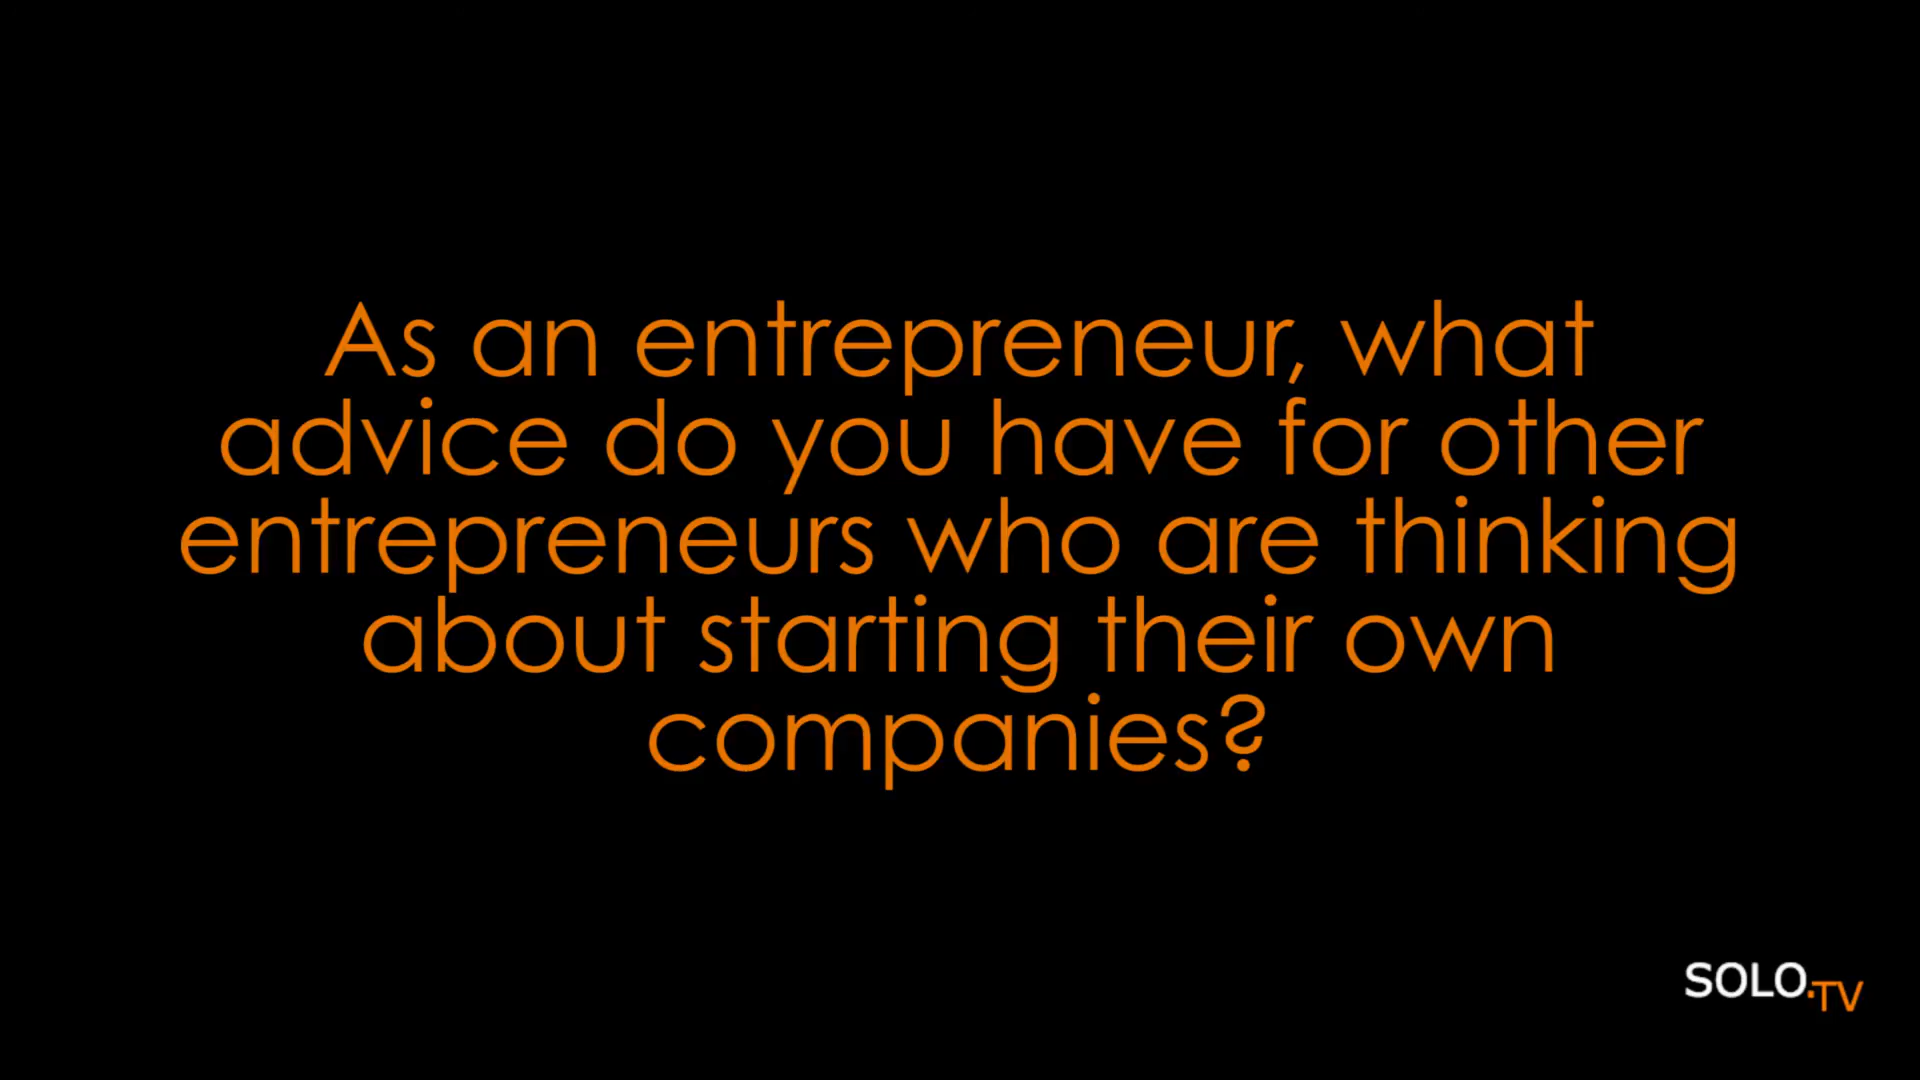 As an entrepreneur, what
advice do you have for other
entrepreneurs who are thinking
about starting their own
companies?
SOLO.TV